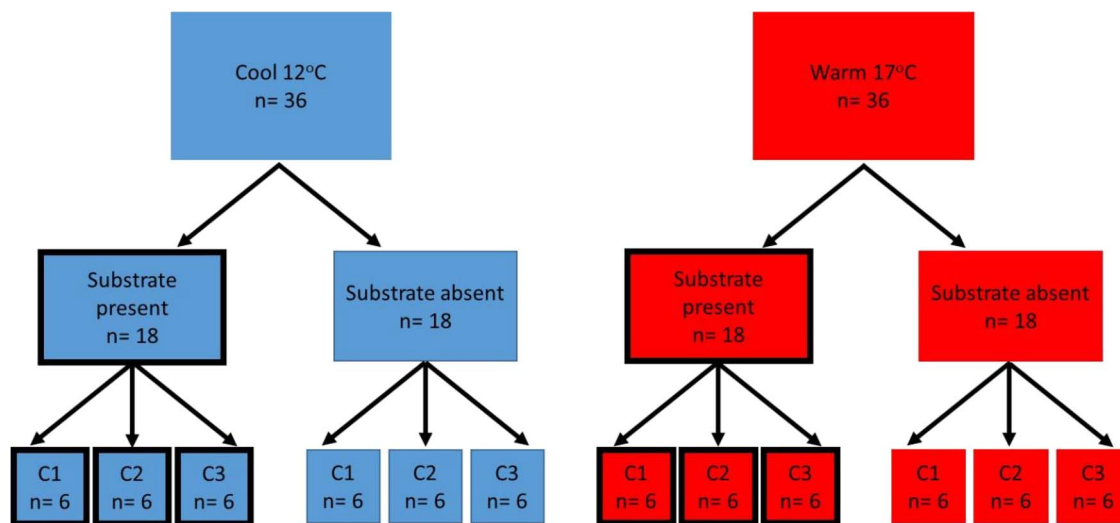 Cool 12°C
n= 36
Warm 17°C
n= 36
Substrate
present
n= 18
Substrate absent
n= 18
Substrate
present
n= 18
Substrate absent
n= 18
C1
n= 6
C2
n= 6
C3
n= 6
C1
n= 6
C2
n= 6
C3
n= 6
C1
n= 6
C2
n= 6
C3
n= 6
C1
n= 6
C2
n= 6
C3
n= 6